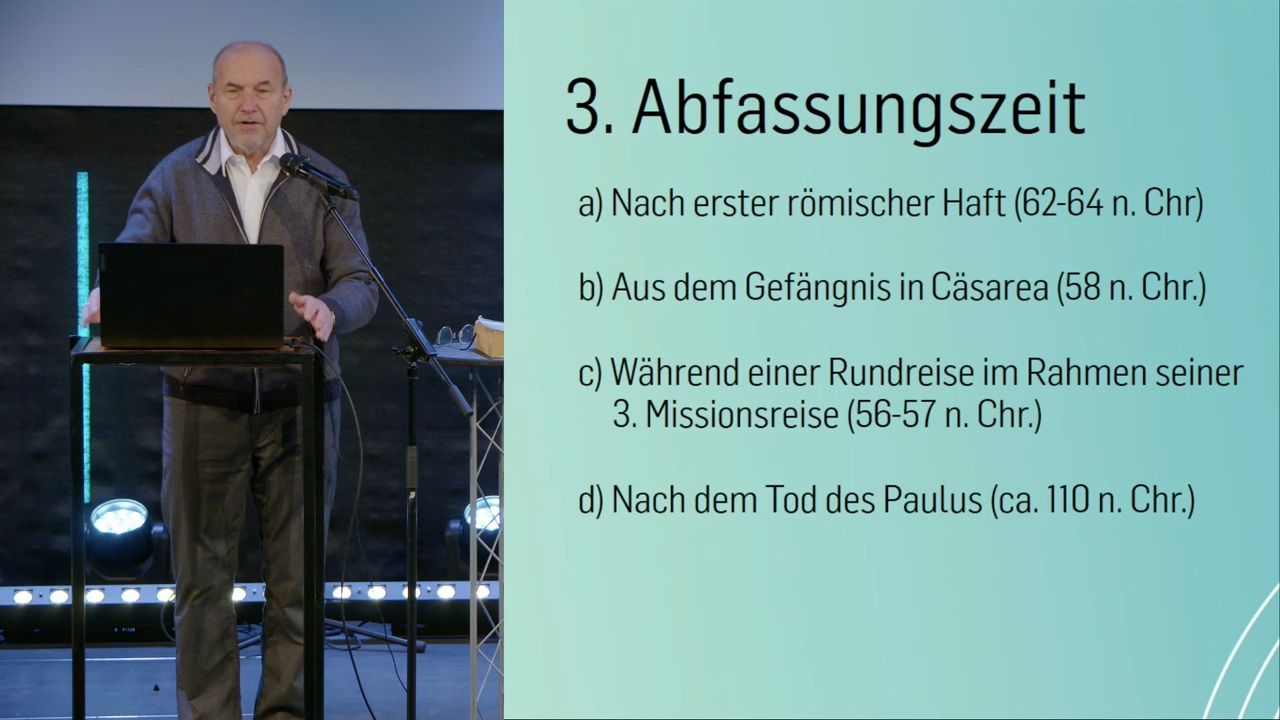 3. Abfassungszeit
a) Nach erster römischer Haft (62-64 n. Chr)
b) Aus dem Gefängnis in Cäsarea (58 n. Chr.)
c) Während einer Rundreise im Rahmen seiner
3. Missionsreise (56-57 n. Chr.)
d) Nach dem Tod des Paulus (ca. 110 n. Chr.)